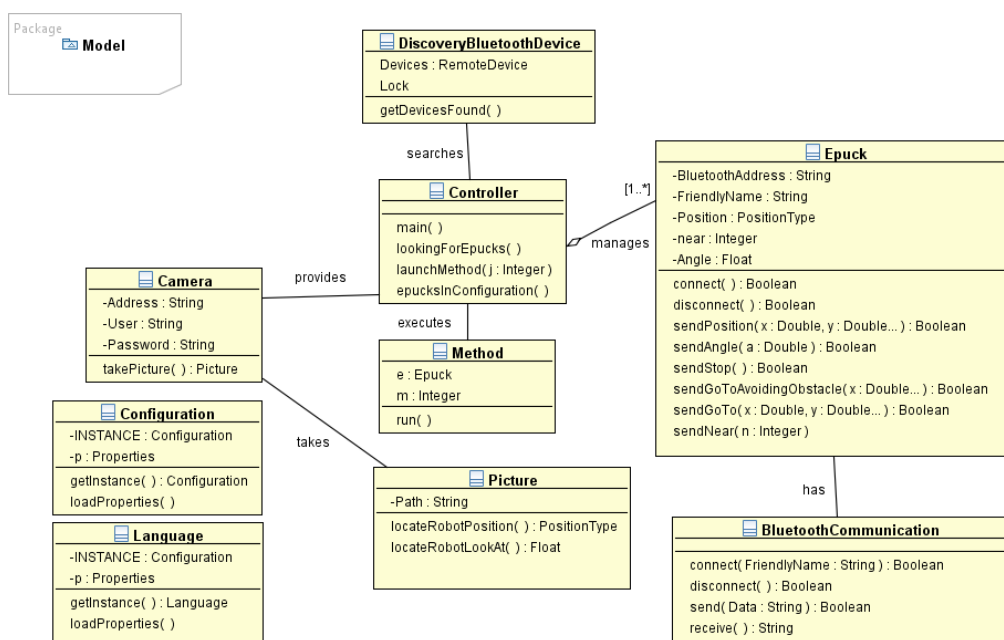 Package
Model
DiscoveryBluetoothDevice
Devices : RemoteDevice
Lock
getDevicesFound( )
searches
Controller
main( )
lookingForEpucks( )
launchMethod( j : Integer )
epucksInConfiguration( )
[1..*]
manages
Epuck
-BluetoothAddress : String
-FriendlyName : String
-Position : PositionType
-near : Integer
-Angle : Float
connect( ) : Boolean
disconnect( ) : Boolean
sendPosition( x : Double, y : Double... ) : Boolean
sendAngle( a : Double ) : Boolean
sendStop( ) : Boolean
sendGoToAvoidingObstacle( x : Double... ) : Boolean
sendGoTo( x : Double, y : Double... ) : Boolean
sendNear( n : Integer )
provides
Camera
-Address : String
-User : String
-Password : String
takePicture( ) : Picture
executes
Method
e : Epuck
m : Integer
run( )
Configuration
-INSTANCE : Configuration
-p : Properties
getInstance( ) : Configuration
loadProperties( )
takes
Picture
-Path : String
locateRobotPosition( ) : PositionType
locateRobotLookAt( ) : Float
has
Language
-INSTANCE : Configuration
-p : Properties
getInstance( ) : Language
loadProperties( )
BluetoothCommunication
connect( FriendlyName : String ) : Boolean
disconnect( ) : Boolean
send( Data : String ) : Boolean
receive( ) : String